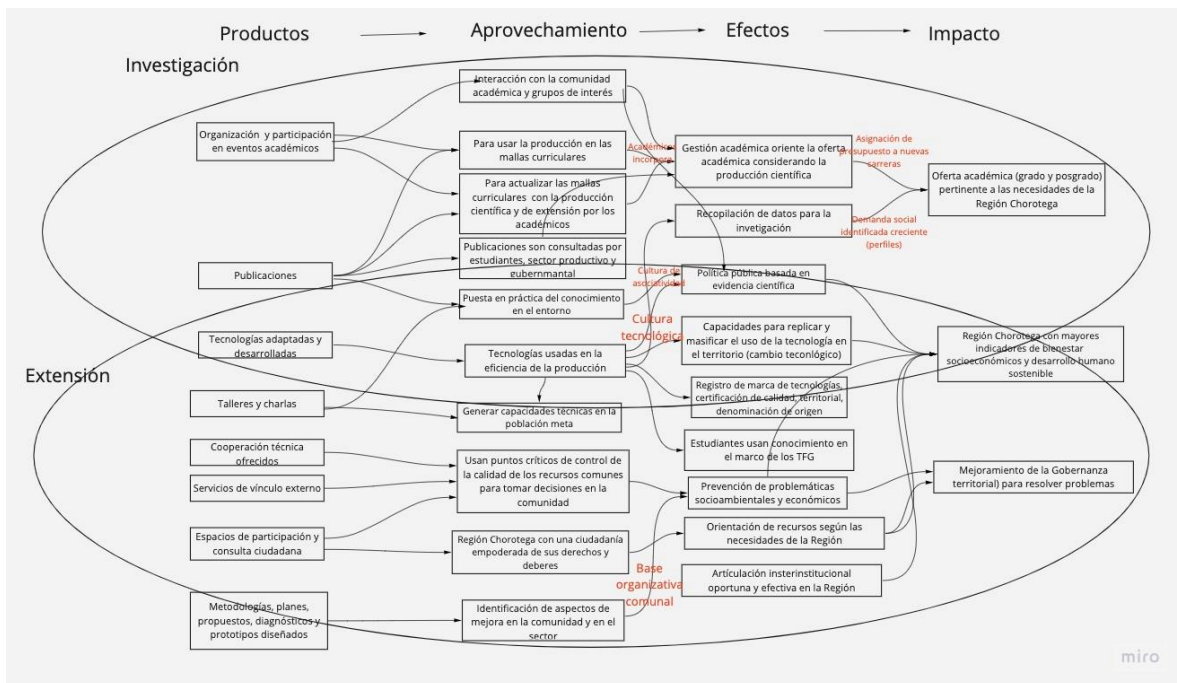 Productos
Aprovechamiento
Efectos
Impacto
Investigación
Extensión
Organización y participación
en eventos académicos
Publicaciones
Tecnologías adaptadas y
desarrolladas
Talleres y charlas
Cooperación técnica
ofrecidos
Servicios de vínculo externo
Espacios de participación y
consulta ciudadana
Metodologías, planes,
propuestos, diagnósticos y
prototipos diseñados
Interacción con la comunidad
académica y grupos de interés
Para usar la producción en las
mallas curriculares
Para actualizar las mallas
curriculares con la producción
científica y de extensión por los
académicos
Publicaciones son consultadas por
estudiantes, sector productivo y
gubernmantal
Puesta en práctica del conocimiento
en el entorno
Tecnologías usadas en la
eficiencia de la producción
Generar capacidades técnicas en la
población meta
Usan puntos críticos de control de
la calidad de los recursos comunes
para tomar decisiones en la
comunidad
Región Chorotega con una ciudadanía
empoderada de sus derechos y
deberes
Identificación de aspectos de
mejora en la comunidad y en el
sector
Académicos
incorpora
Cultura de
asociatividad
Cultura
tecnológica
Base
organizativa
comunal
Gestión académica oriente la oferta
académica considerando la
producción científica
Recopilación de datos para la
invetigación
Política pública basada en
evidencia científica
Capacidades para replicar y
masificar el uso de la tecnología en
el territorio (cambio teconlógico)
Registro de marca de tecnologías,
certificación de calidad, territorial,
denominación de origen
Estudiantes usan conocimiento en
el marco de los TFG
Prevención de problemáticas
socioambientales y económicos
Orientación de recursos según las
necesidades de la Región
Artículación insterinstitucional
oportuna y efectiva en la Región
Asignación de
presupuesto a nuevas
carreras
Demanda social
identificada creciente
(perfiles)
Oferta académica (grado y posgrado)
pertinente a las necesidades de la
Región Chorotega
Región Chorotega con mayores
indicadores de bienestar
socioeconómicos y desarrollo humano
sostenible
Mejoramiento de la Gobernanza
territorial) para resolver problemas
miro